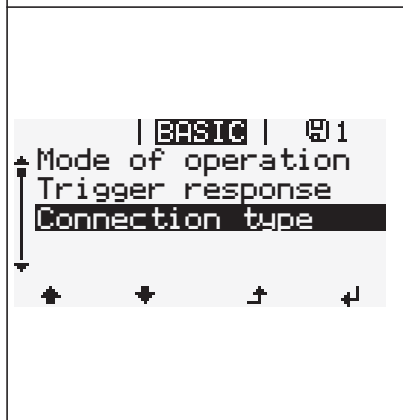 | BASIC | 1
Mode of operation
Trigger response
Connection type